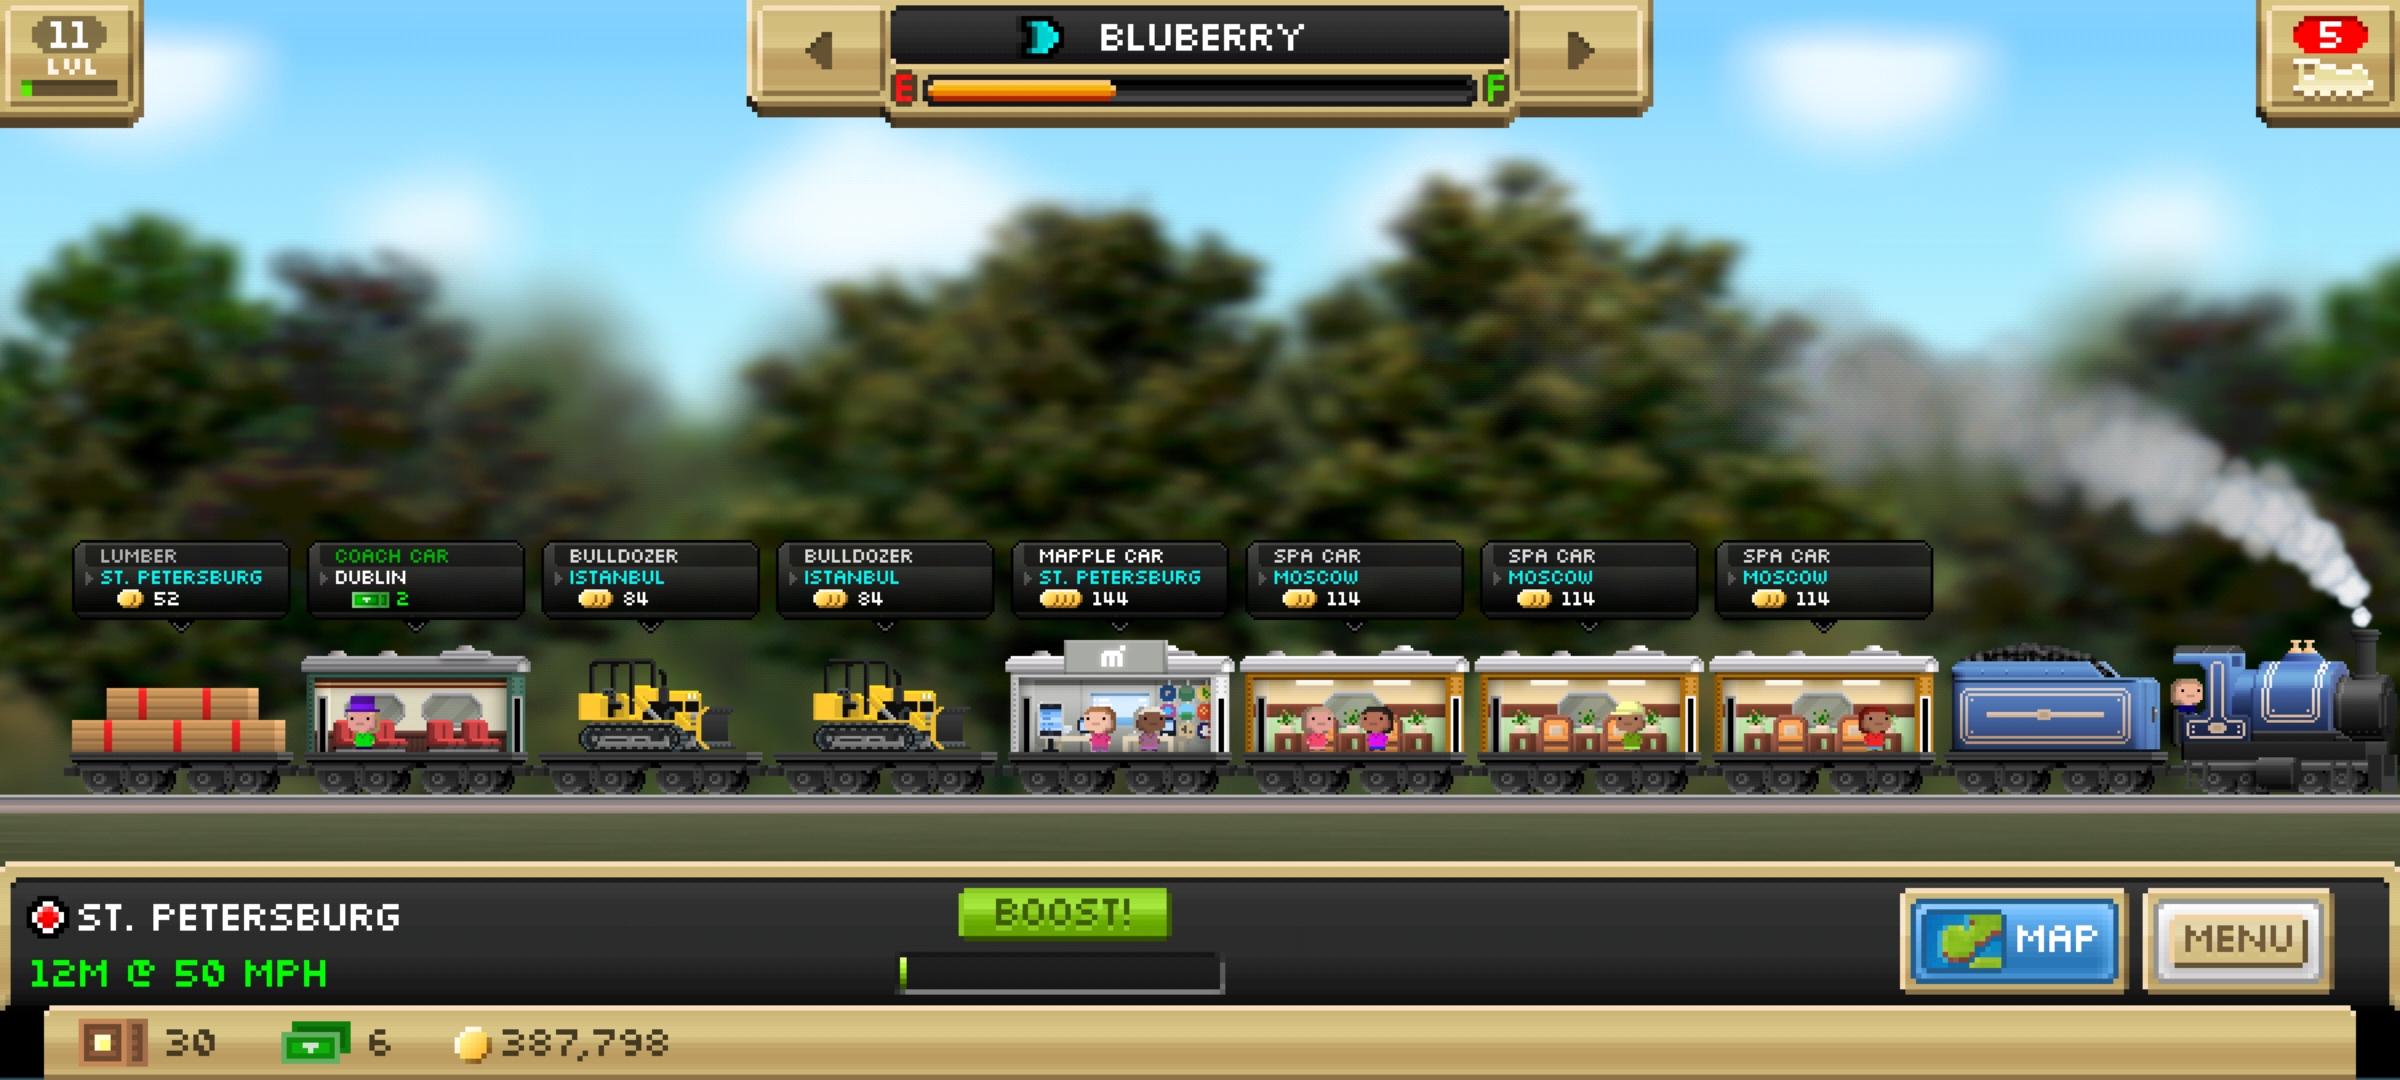 11
LVL
BLUBERRY
E F
5
LUMBER
ST. PETERSBURG
52
COACH CAR
DUBLIN
2
BULLDOZER
ISTANBUL
84
BULLDOZER
ISTANBUL
84
MAPPLE CAR
ST. PETERSBURG
144
SPA CAR
MOSCOW
114
SPA CAR
MOSCOW
114
SPA CAR
MOSCOW
114
m
ST. PETERSBURG
12M @ 50 MPH
BOOST!
MAP
MENU
30
6
387,798